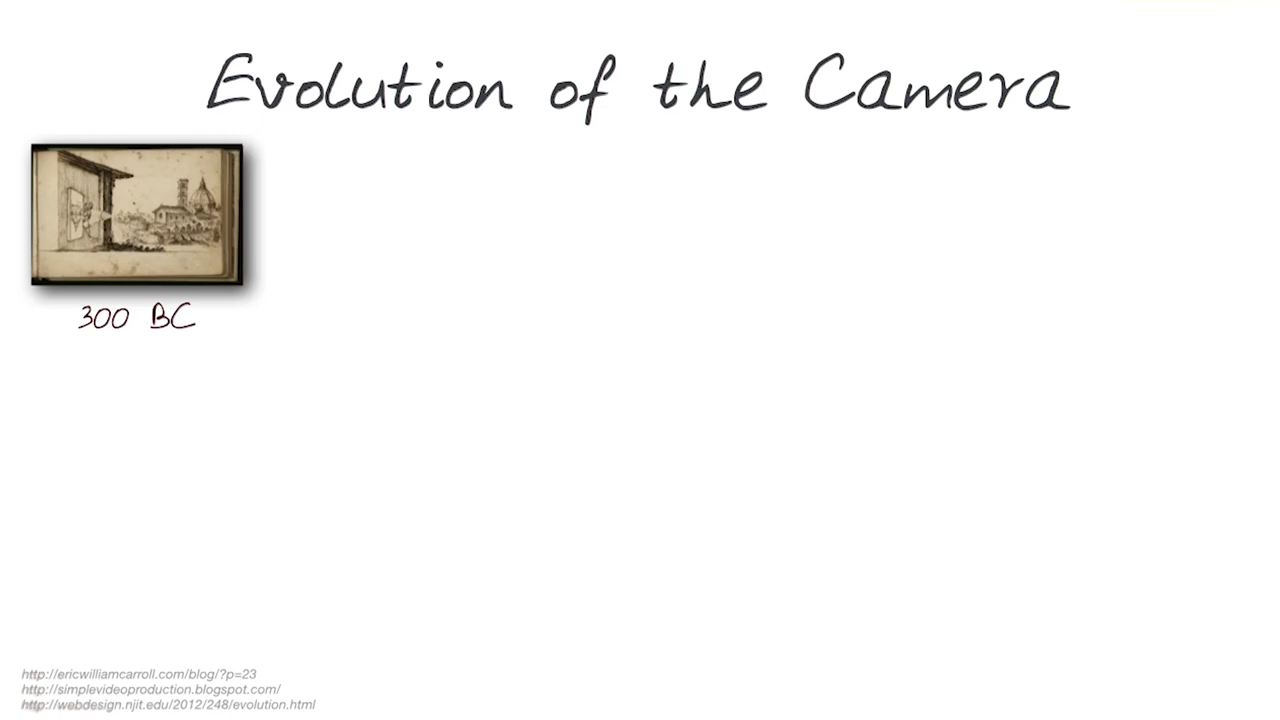 Evolution of the Camera
300 BC
http://ericwilliamcarroll.com/blog/?p=23
http://simplevideoproduction.blogspot.com/
http://webdesign.njit.edu/2012/248/evolution.html